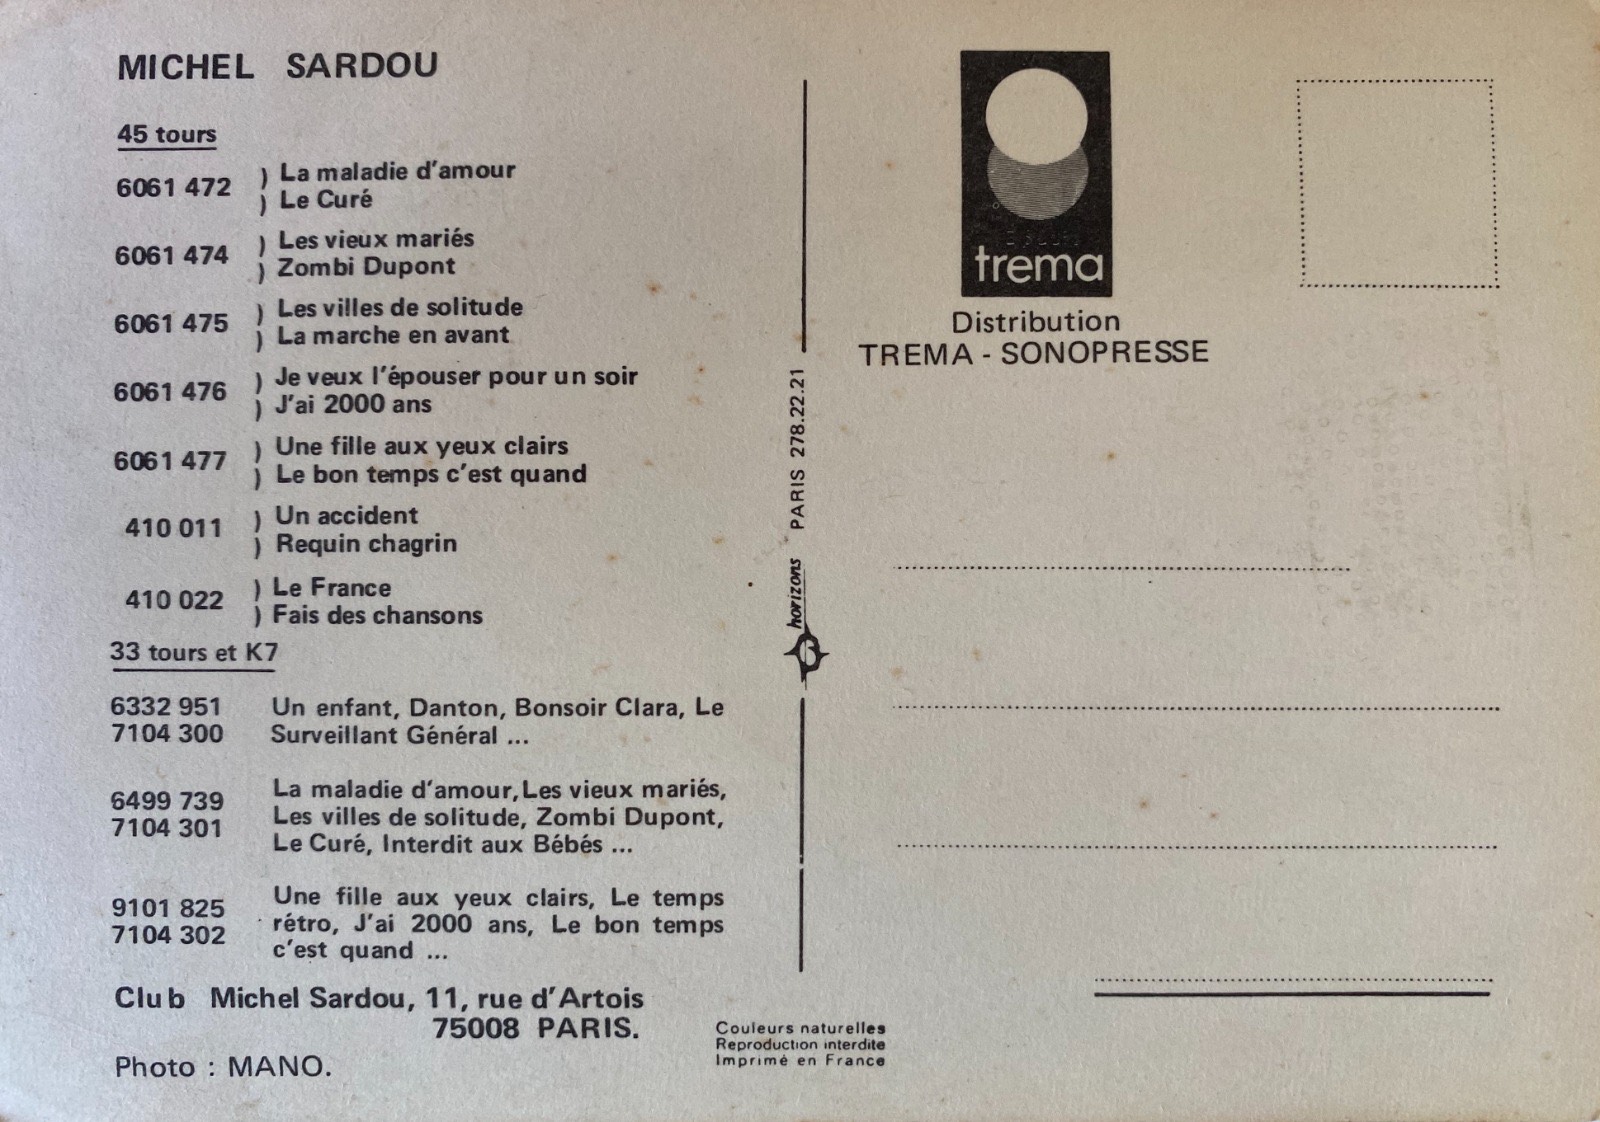 MICHEL SARDOU
45 tours
6061 472 ) La maladie d'amour
) Le Curé
6061 474 ) Les vieux mariés
) Zombi Dupont
6061 475 ) Les villes de solitude
) La marche en avant
6061 476 ) Je veux l'épouser pour un soir
) J'ai 2000 ans
6061 477 ) Une fille aux yeux clairs
) Le bon temps c'est quand
410 011 ) Un accident
) Requin chagrin
410 022 ) Le France
) Fais des chansons
33 tours et K7
6332 951 Un enfant, Danton, Bonsoir Clara, Le
7104 300 Surveillant Général ...
6499 739 La maladie d'amour, Les vieux mariés,
7104 301 Les villes de solitude, Zombi Dupont,
Le Curé, Interdit aux Bébés ...
9101 825 Une fille aux yeux clairs, Le temps
7104 302 rétro, J'ai 2000 ans, Le bon temps
c'est quand ...
Club Michel Sardou, 11, rue d'Artois
75008 PARIS.
Photo : MANO.
horizons PARIS 278.22.21
Couleurs naturelles
Reproduction interdite
Imprimé en France
trema
Distribution
TREMA - SONOPRESSE